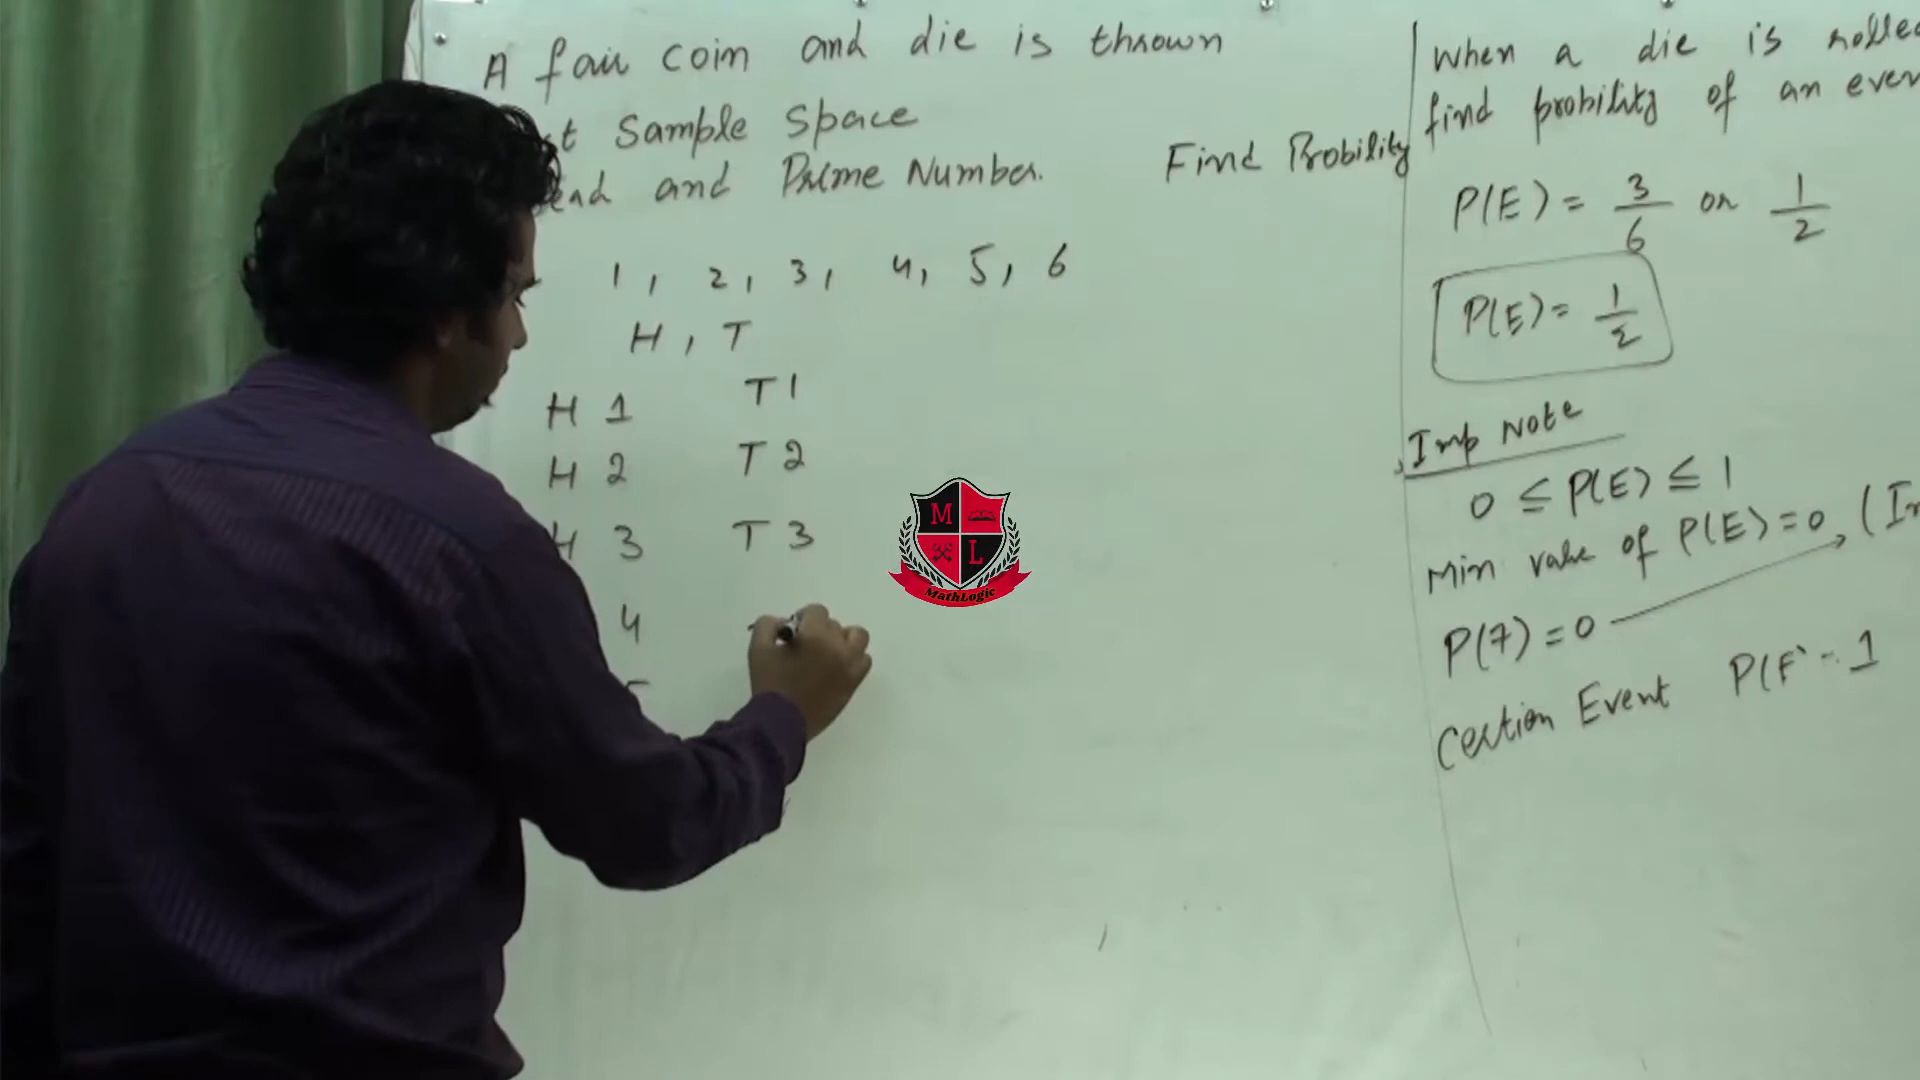 A fair coin and die is thrown
Sample Space
and Prime Number. Find Probility
1, 2, 3, 4, 5, 6
H, T
H 1 T 1
H 2 T 2
H 3 T 3
4
When a die is rolled
find probility of an even
P(E) = 3/6 or 1/2
P(E) = 1/2
Imp Note
0 ≤ P(E) ≤ 1
Min value of P(E) = 0
P(7) = 0
Event 1
M L
MathLogic